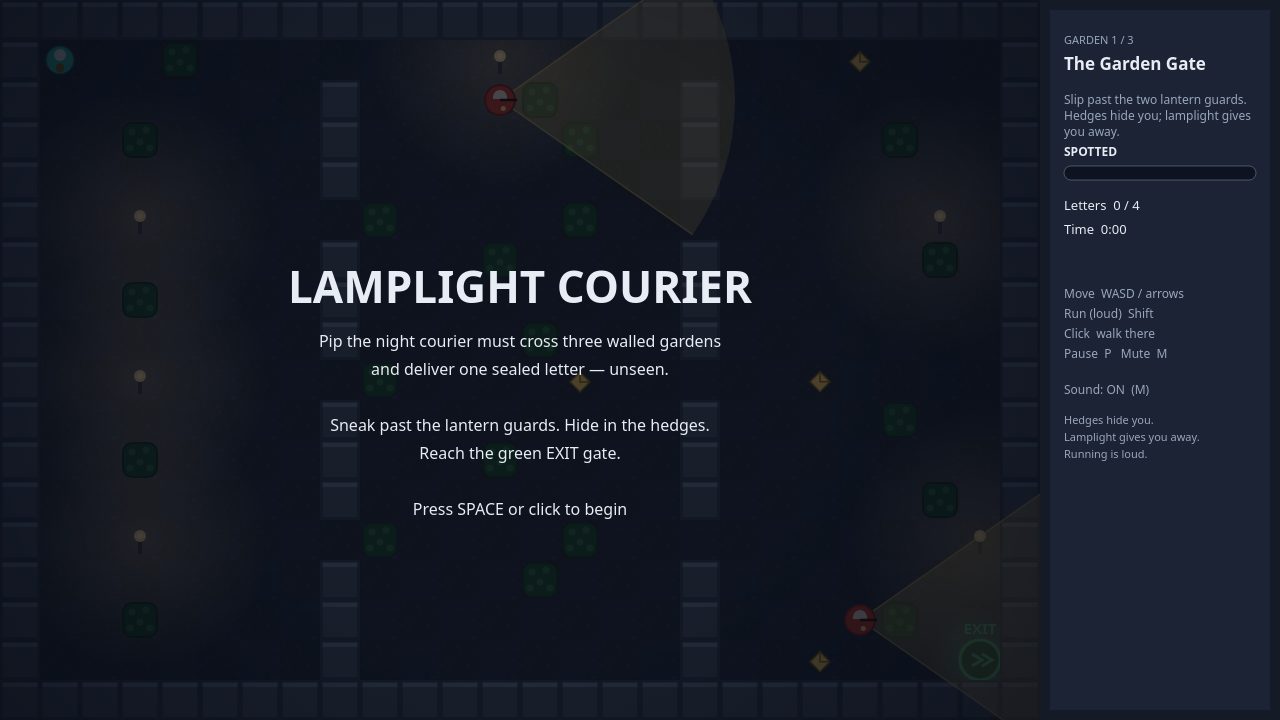 LAMPLIGHT COURIER
Pip the night courier must cross three walled gardens
and deliver one sealed letter — unseen.
Sneak past the lantern guards. Hide in the hedges.
Reach the green EXIT gate.
Press SPACE or click to begin
EXIT
GARDEN 1 / 3
The Garden Gate
Slip past the two lantern guards.
Hedges hide you; lamplight gives
you away.
SPOTTED
Letters 0 / 4
Time 0:00
Move WASD / arrows
Run (loud) Shift
Click walk there
Pause P Mute M
Sound: ON (M)
Hedges hide you.
Lamplight gives you away.
Running is loud.